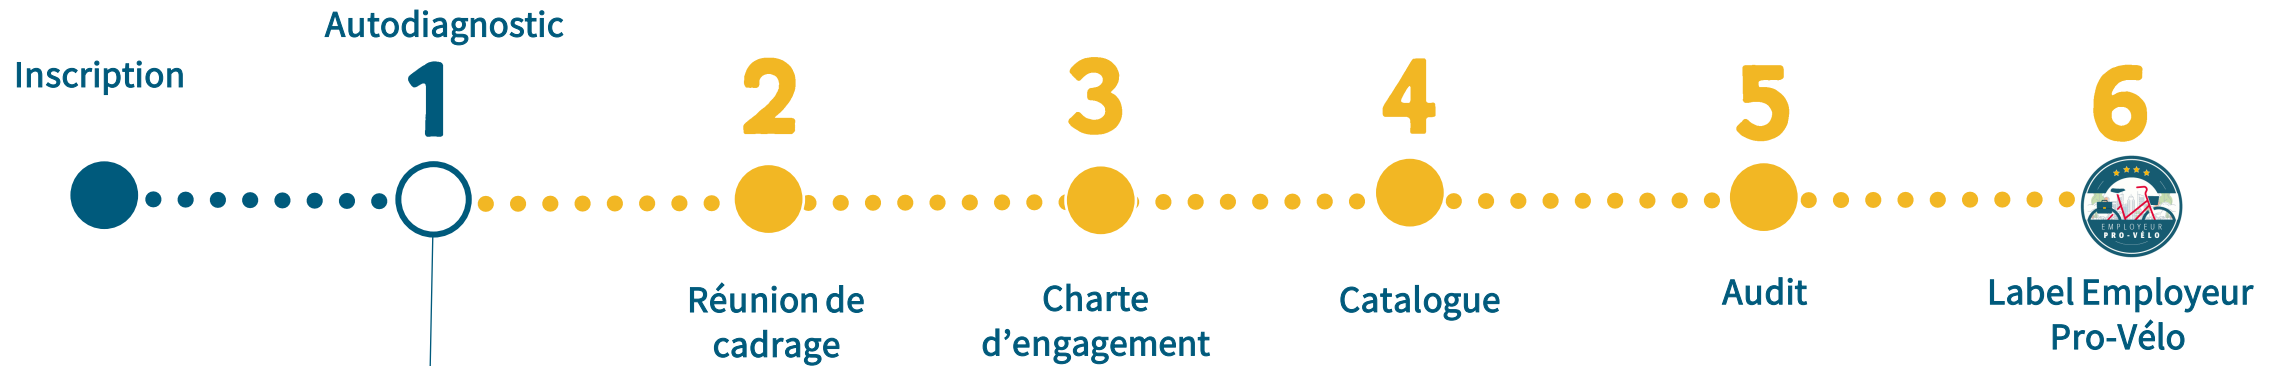 Inscription
Autodiagnostic
1
2
Réunion de
cadrage
3
Charte
d’engagement
4
Catalogue
5
Audit
6
EMPLOYEUR
PRO-VÉLO
Label Employeur
Pro-Vélo